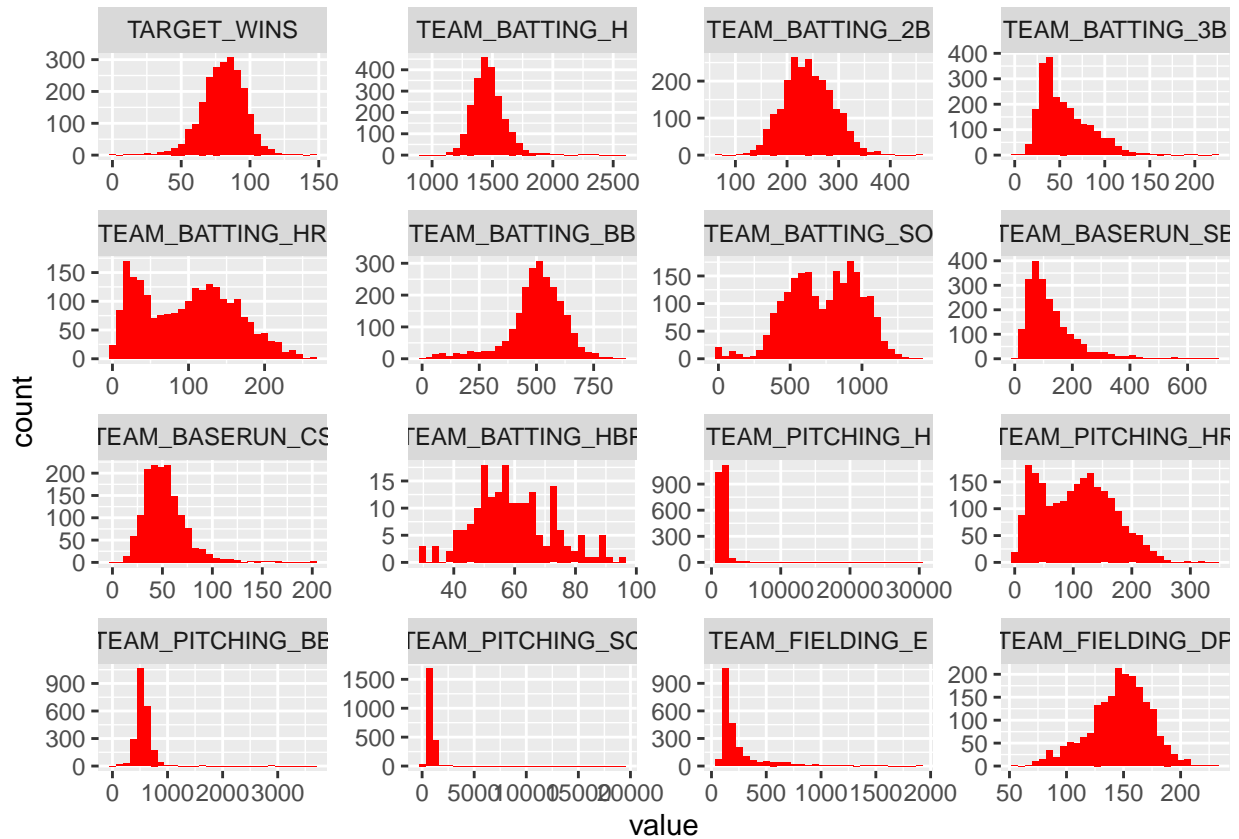 TARGET_WINS TEAM_BATTING_H TEAM_BATTING_2B TEAM_BATTING_3B
300 200 100 0
0 50 100 150
400 300 200 100 0
1000 1500 2000 2500
200 100 0
100 200 300 400
400 300 200 100 0
0 50 100 150 200
TEAM_BATTING_HR TEAM_BATTING_BB TEAM_BATTING_SO TEAM_BASERUN_SB
150 100 50 0
0 100 200
300 200 100 0
0 250 500 750
150 100 50 0
0 500 1000
400 300 200 100 0
0 200 400 600
TEAM_BASERUN_CS TEAM_BATTING_HBP TEAM_PITCHING_H TEAM_PITCHING_HR
200 150 100 50 0
0 50 100 150 200
15 10 5 0
40 60 80 100
900 600 300 0
0 10000 20000 30000
150 100 50 0
0 100 200 300
TEAM_PITCHING_BB TEAM_PITCHING_SO TEAM_FIELDING_E TEAM_FIELDING_DP
900 600 300 0
0 1000 2000 3000
1500 1000 500 0
0 5000 10000 15000 20000
900 600 300 0
0 500 1000 1500 2000
200 150 100 50 0
50 100 150 200
count
value